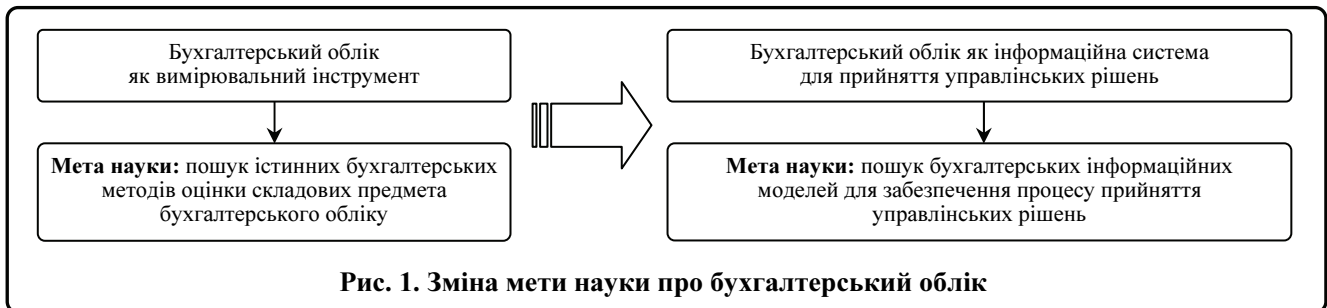 Бухгалтерський облік
як вимірювальний інструмент
Мета науки: пошук істинних бухгалтерських
методів оцінки складових предмета
бухгалтерського обліку
Бухгалтерський облік як інформаційна система
для прийняття управлінських рішень
Мета науки: пошук бухгалтерських інформаційних
моделей для забезпечення процесу прийняття
управлінських рішень
Рис. 1. Зміна мети науки про бухгалтерський облік